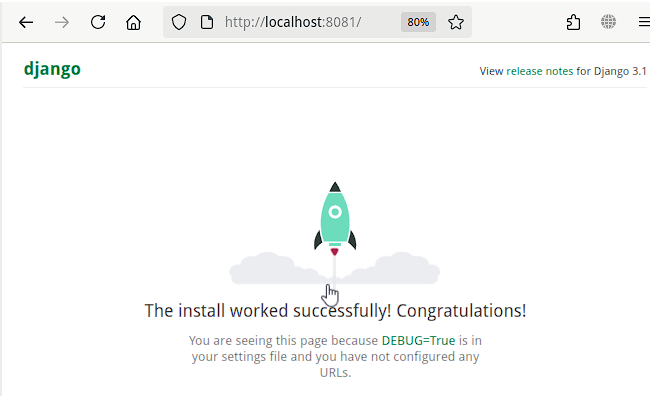 http://localhost:8081/ 80%
django
View release notes for Django 3.1
The install worked successfully! Congratulations!
You are seeing this page because DEBUG=True is in
your settings file and you have not configured any
URLs.